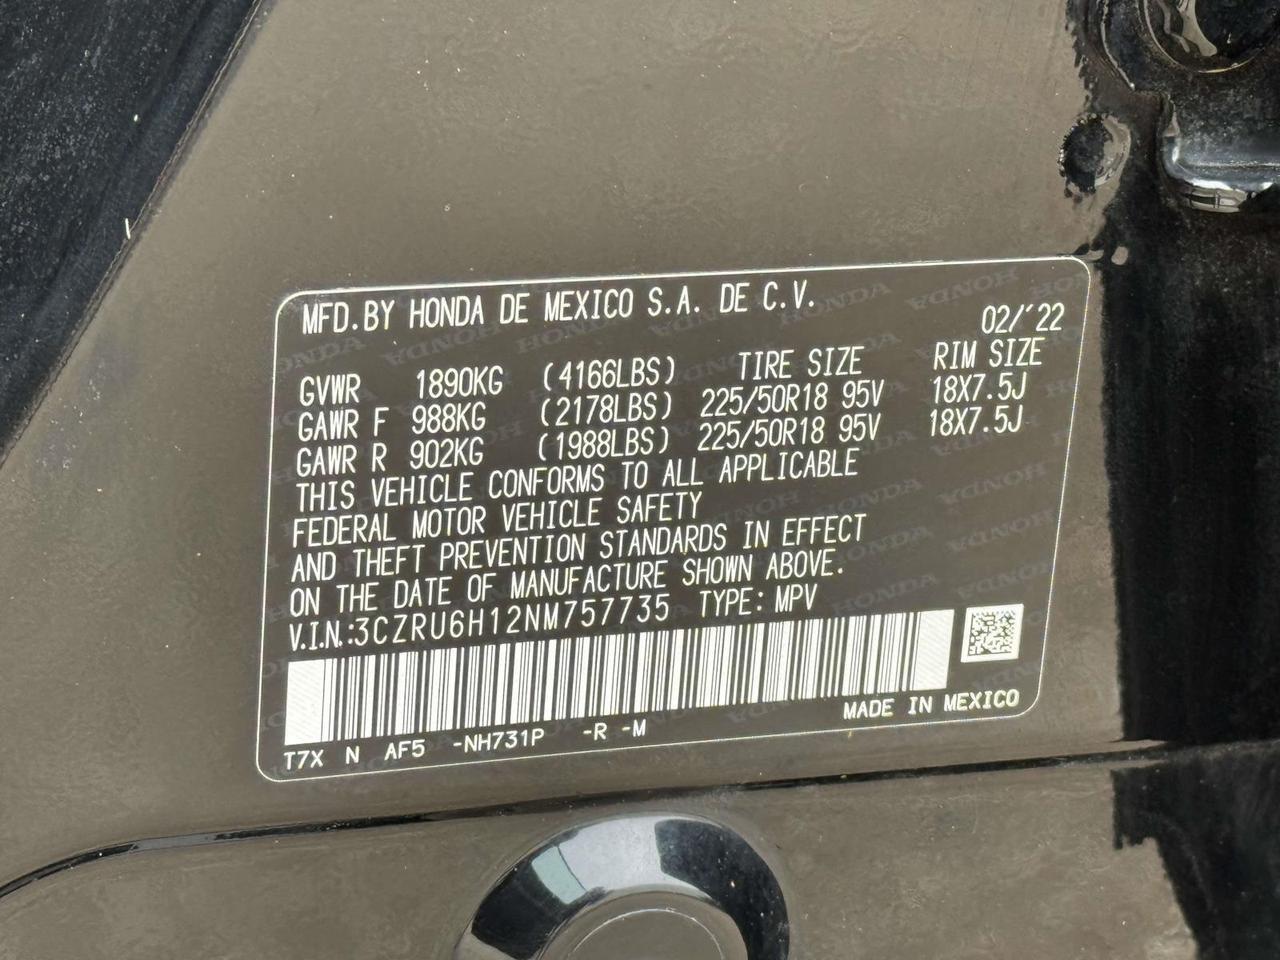 MFD.BY HONDA DE MEXICO S.A. DE C.V.
02/'22
GVWR 1890KG (4166LBS) TIRE SIZE RIM SIZE
GAWR F 988KG (2178LBS) 225/50R18 95V 18X7.5J
GAWR R 902KG (1988LBS) 225/50R18 95V 18X7.5J
THIS VEHICLE CONFORMS TO ALL APPLICABLE
FEDERAL MOTOR VEHICLE SAFETY
AND THEFT PREVENTION STANDARDS IN EFFECT
ON THE DATE OF MANUFACTURE SHOWN ABOVE.
V.I.N.:3CZRU6H12NM757735 TYPE: MPV
MADE IN MEXICO
T7X N AF5 -NH731P -R -M